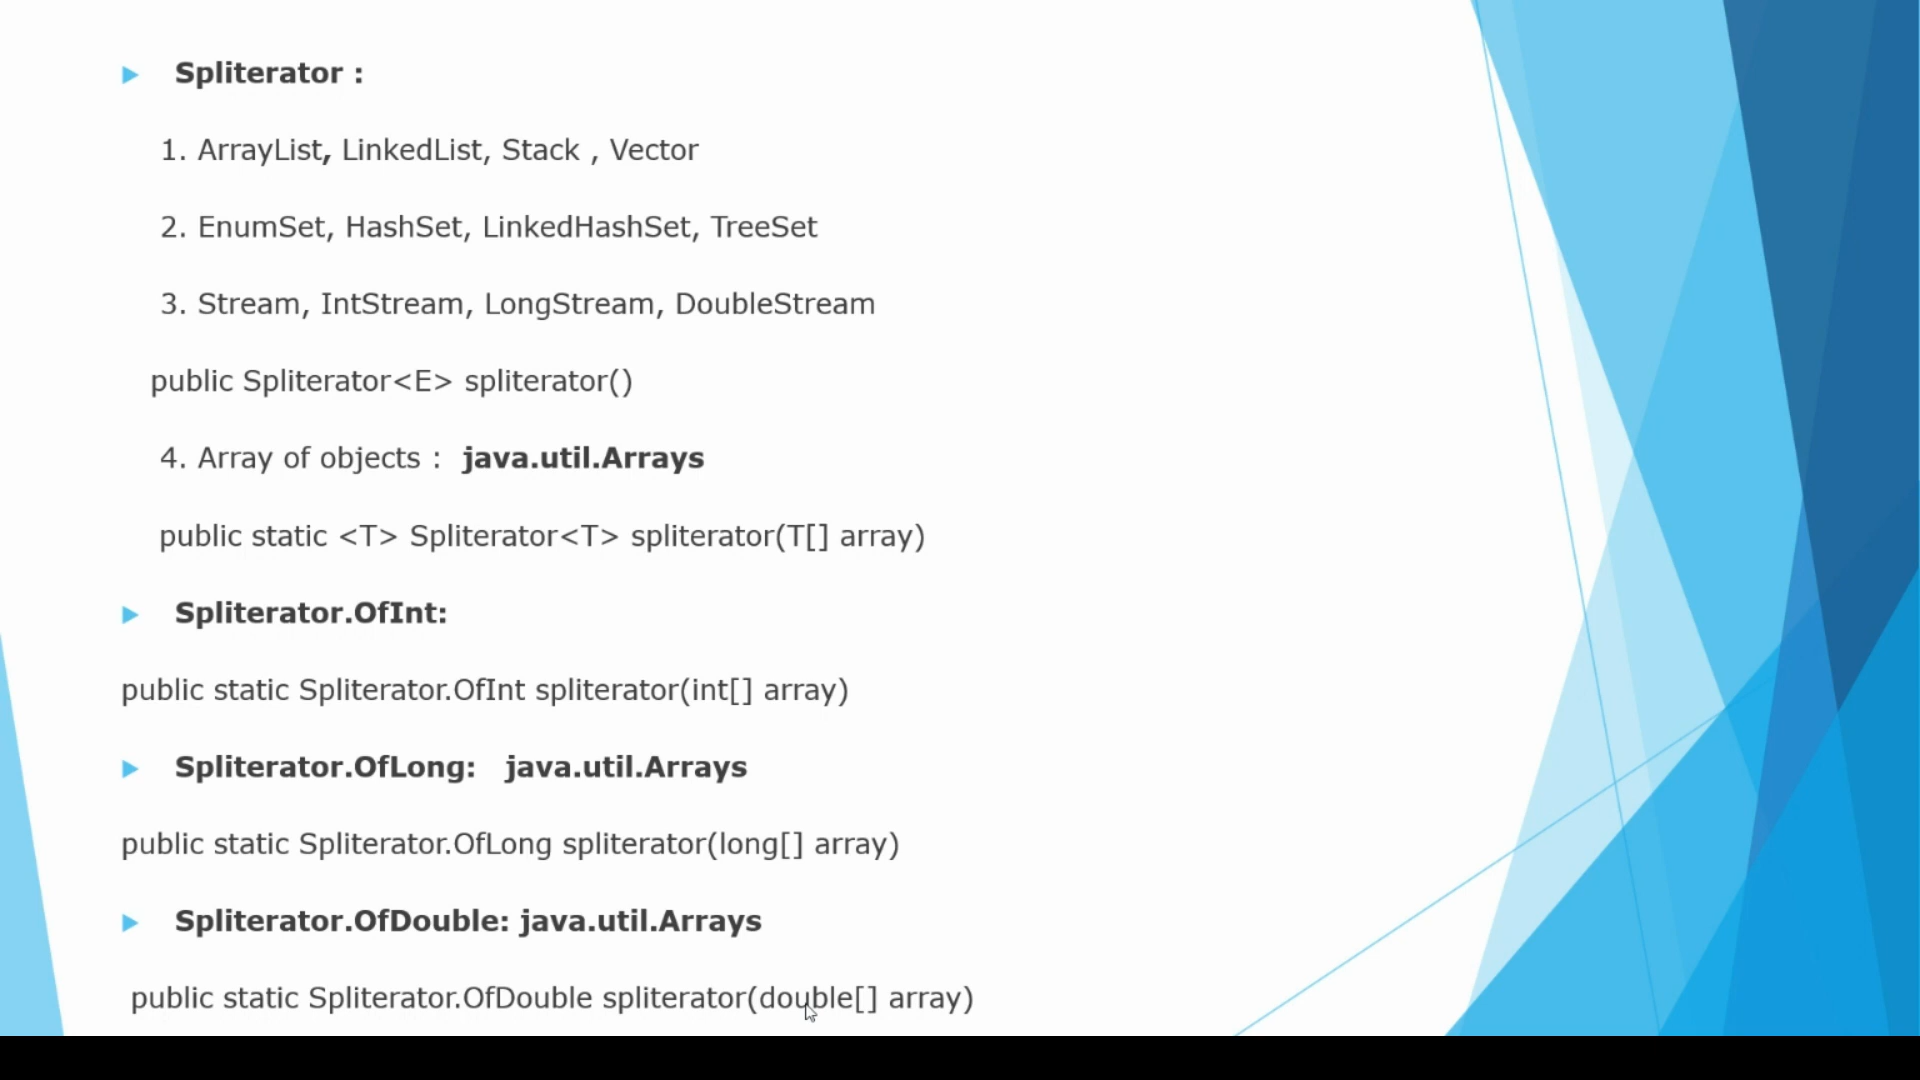 Spliterator :
1. ArrayList, LinkedList, Stack , Vector
2. EnumSet, HashSet, LinkedHashSet, TreeSet
3. Stream, IntStream, LongStream, DoubleStream
public Spliterator<E> spliterator()
4. Array of objects : java.util.Arrays
public static <T> Spliterator<T> spliterator(T[] array)
Spliterator.OfInt:
public static Spliterator.OfInt spliterator(int[] array)
Spliterator.OfLong: java.util.Arrays
public static Spliterator.OfLong spliterator(long[] array)
Spliterator.OfDouble: java.util.Arrays
public static Spliterator.OfDouble spliterator(double[] array)